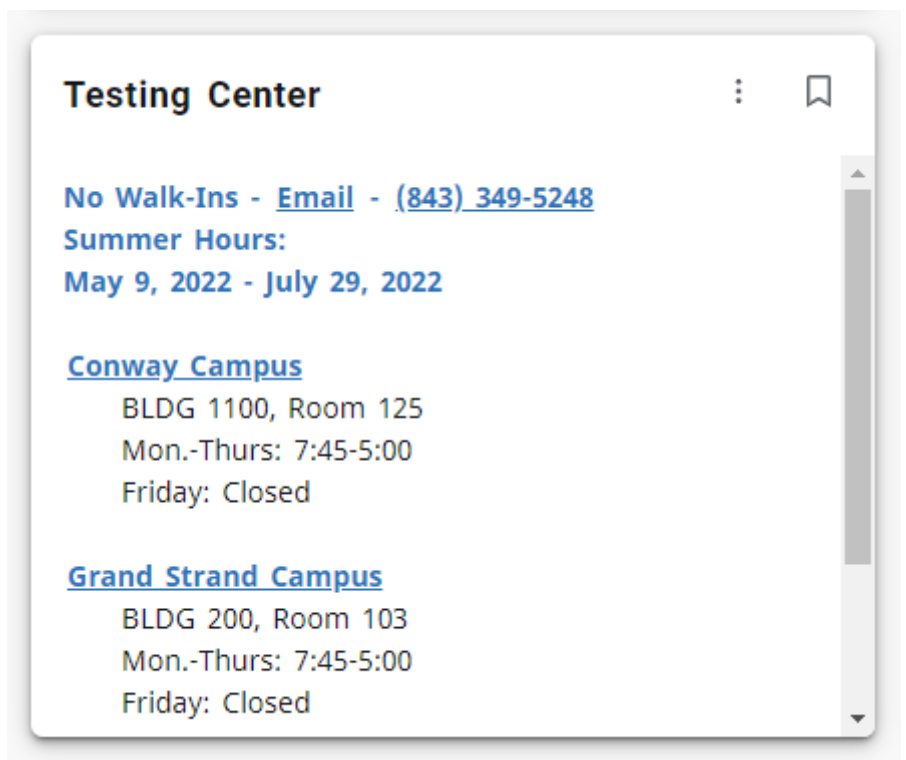 Testing Center
No Walk-Ins - Email - (843) 349-5248
Summer Hours:
May 9, 2022 - July 29, 2022
Conway Campus
BLDG 1100, Room 125
Mon.-Thurs: 7:45-5:00
Friday: Closed
Grand Strand Campus
BLDG 200, Room 103
Mon.-Thurs: 7:45-5:00
Friday: Closed